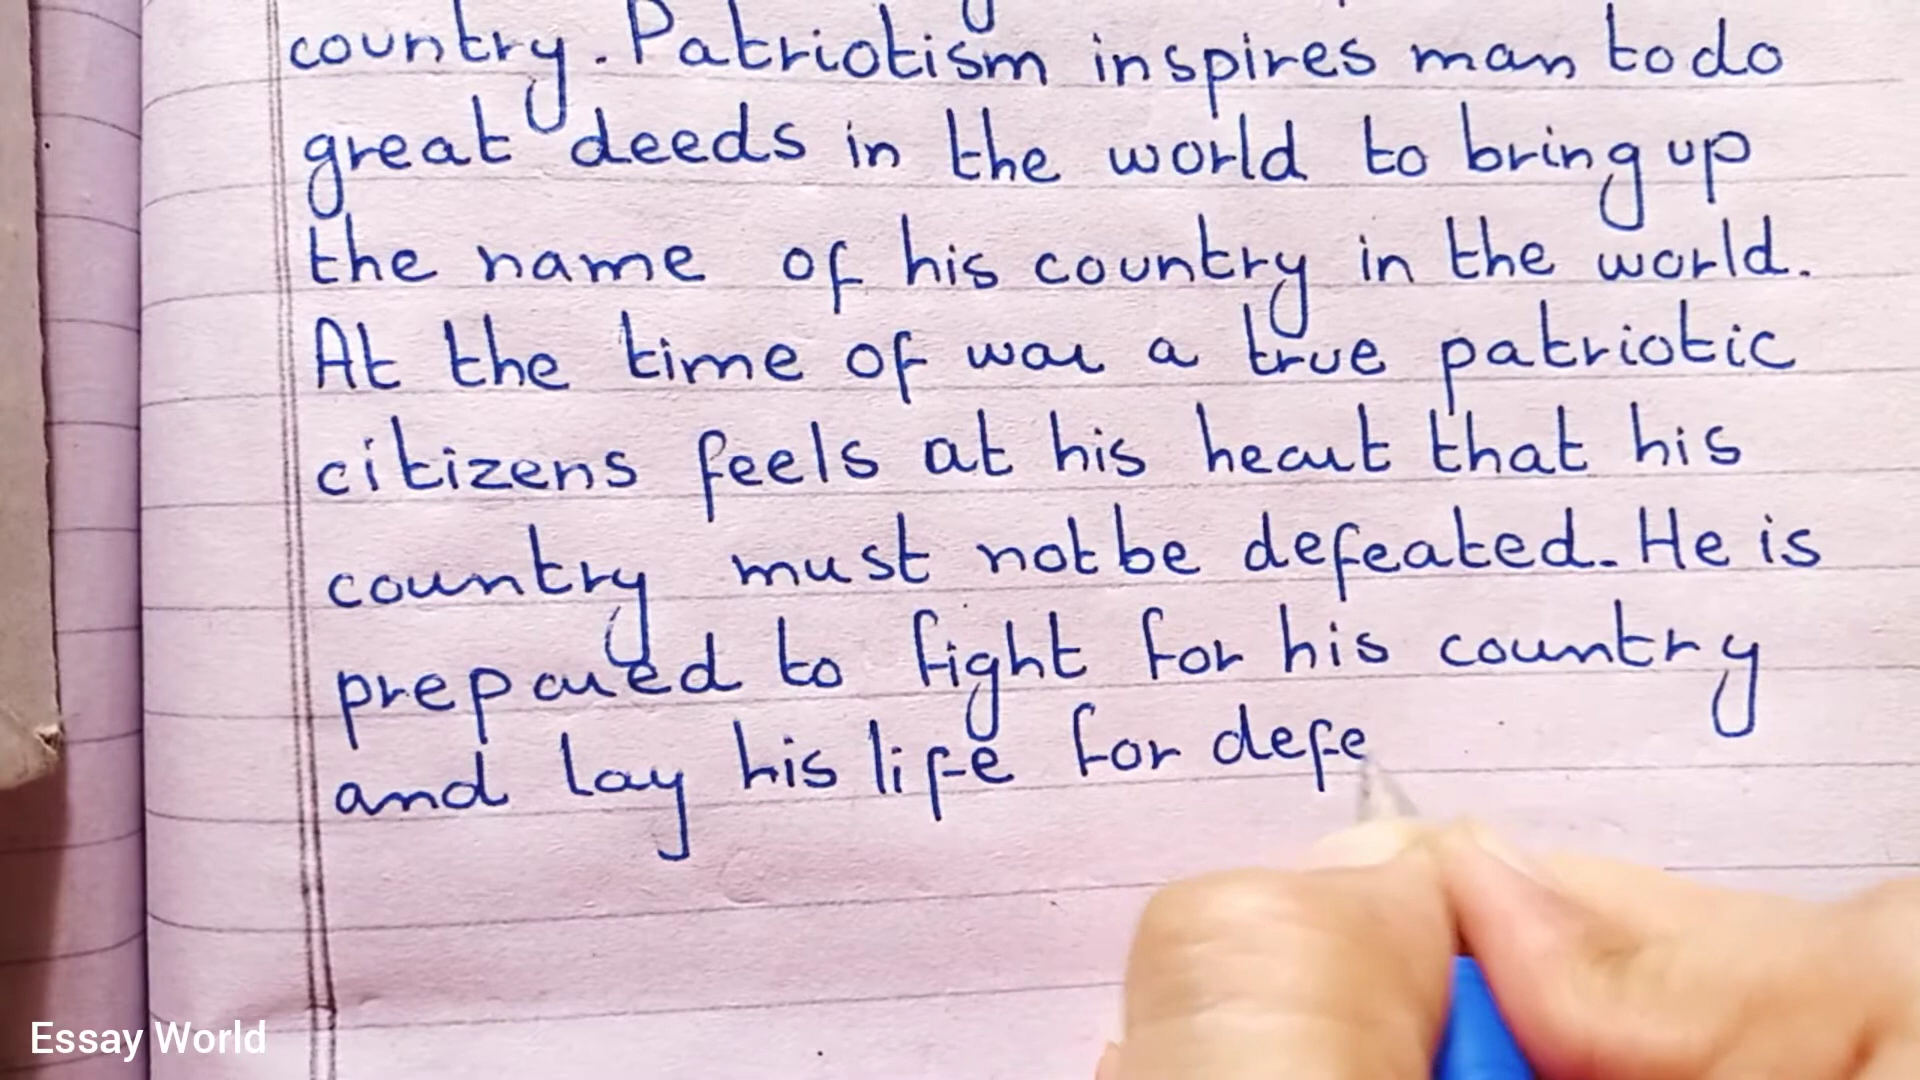 country. Patriotism inspires man to do
great deeds in the world to bring up
the name of his country in the world.
At the time of war a true patriotic
citizens feels at his heart that his
country must not be defeated. He is
prepared to fight for his country
and lay his life for defe
Essay World